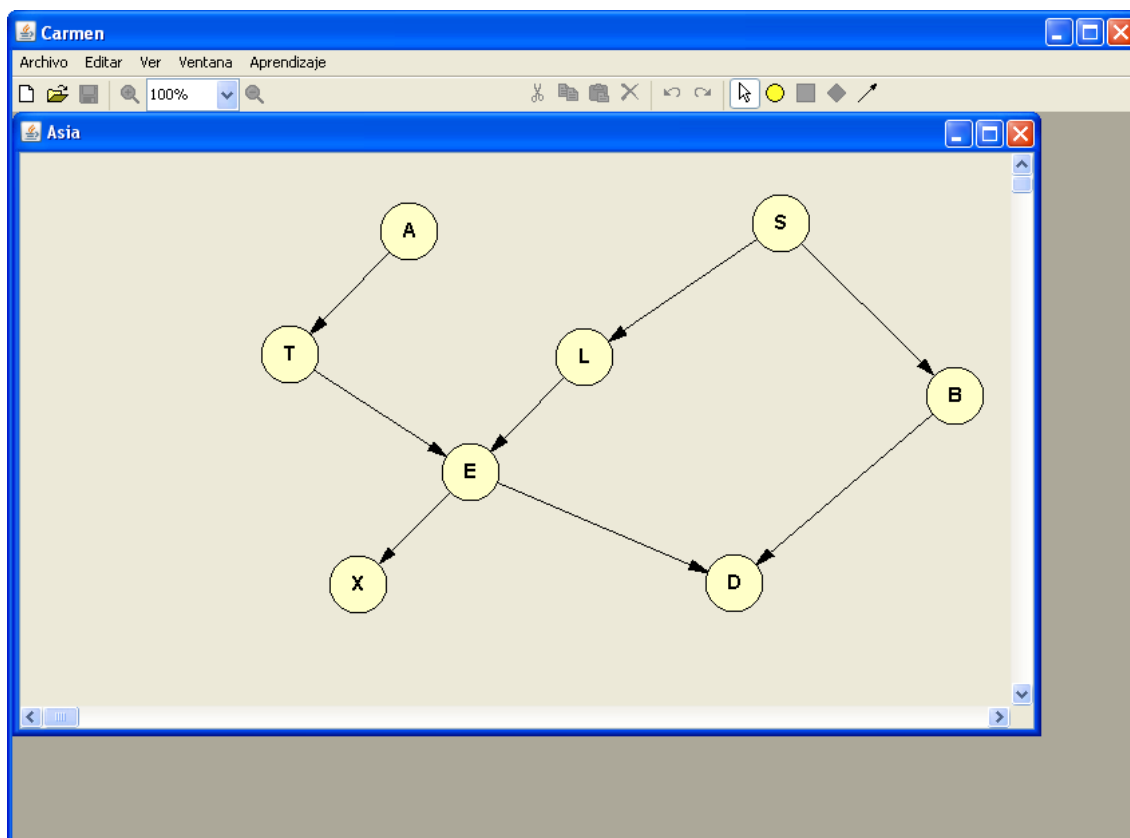 Carmen
Archivo Editar Ver Ventana Aprendizaje
100%
Asia
A
S
T
L
B
E
X
D